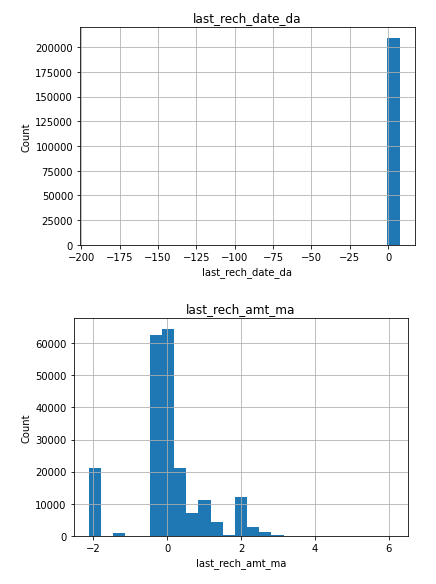 last_rech_date_da
200000
175000
150000
125000
100000
75000
50000
25000
0
Count
−200 −175 −150 −125 −100 −75 −50 −25 0
last_rech_date_da
last_rech_amt_ma
60000
50000
40000
30000
20000
10000
0
Count
−2 0 2 4 6
last_rech_amt_ma